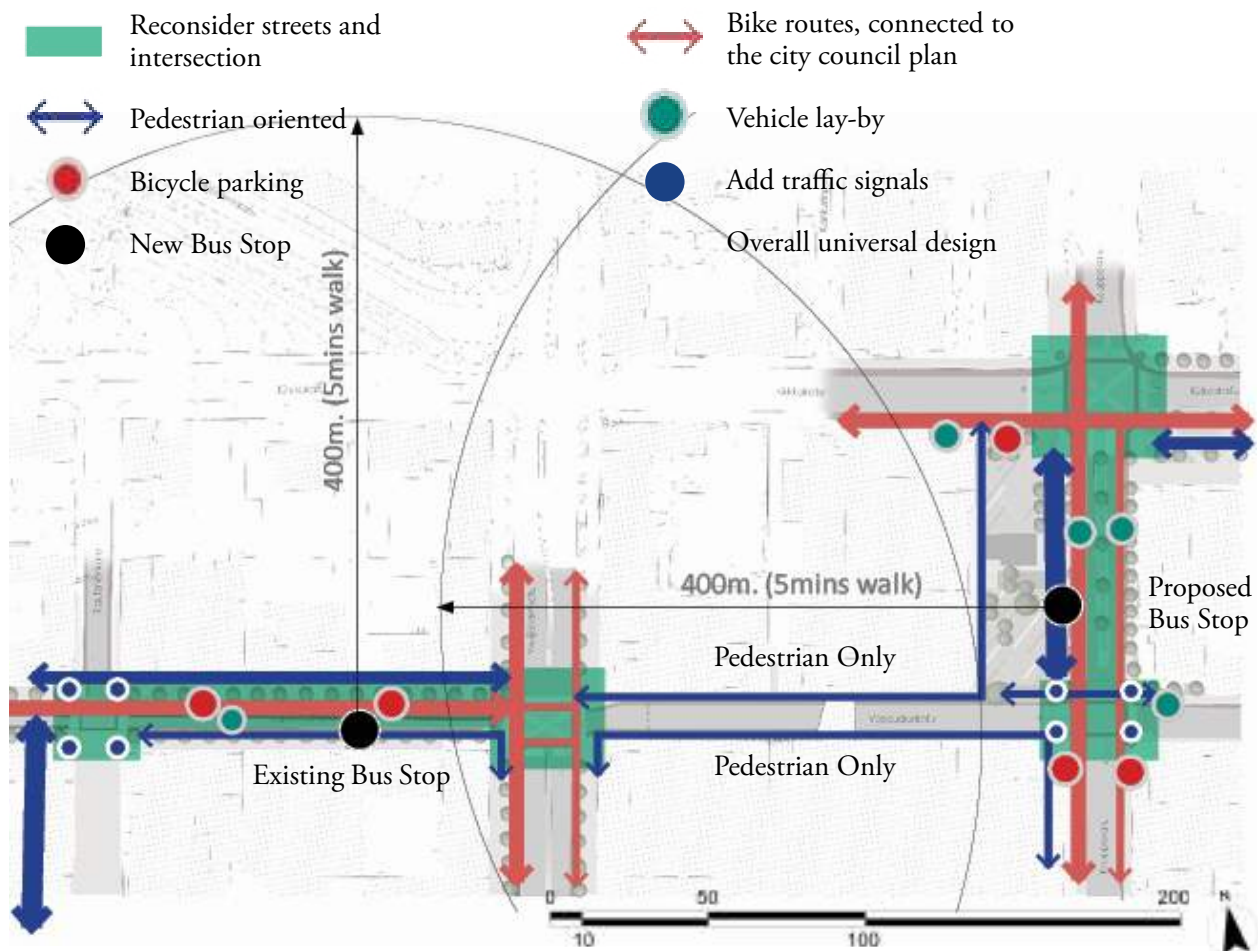 Reconsider streets and
intersection
Pedestrian oriented
Bicycle parking
New Bus Stop
Bike routes, connected to
the city council plan
Vehicle lay-by
Add traffic signals
Overall universal design
400m. (5mins walk)
400m. (5mins walk)
Proposed
Bus Stop
Pedestrian Only
Pedestrian Only
Existing Bus Stop
0
50
200
10
100
N